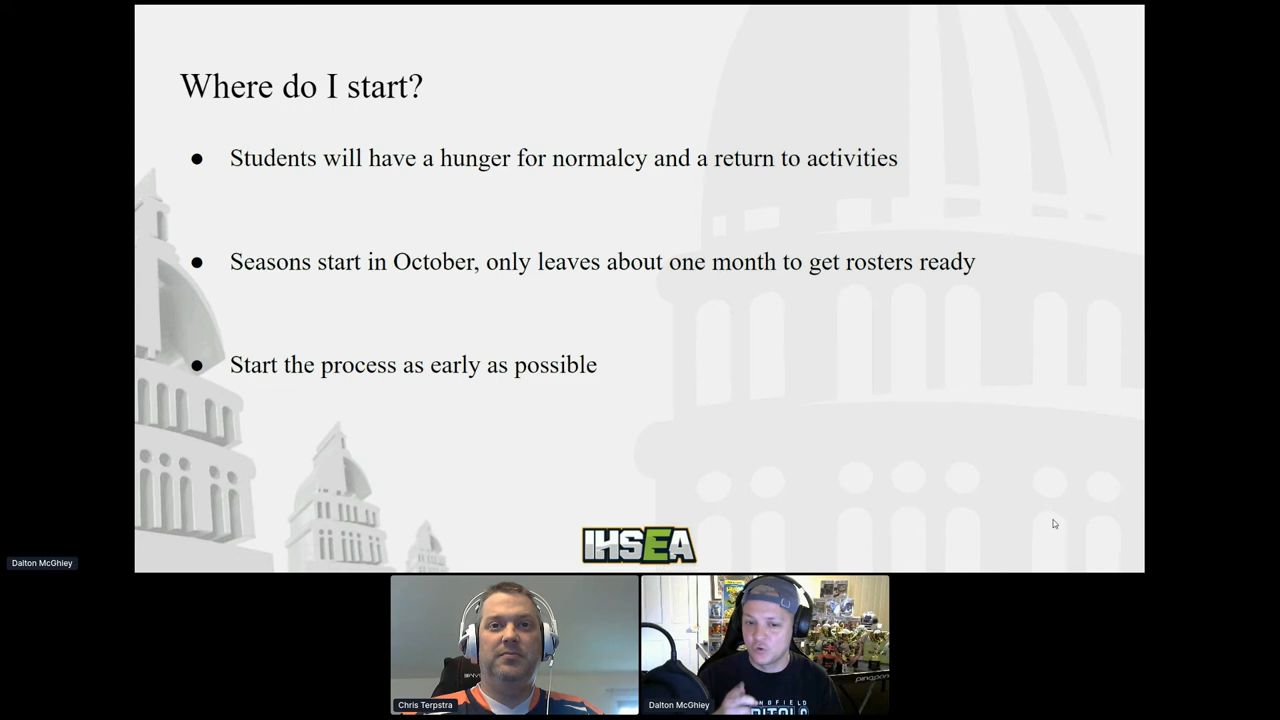 Where do I start?
● Students will have a hunger for normalcy and a return to activities
● Seasons start in October, only leaves about one month to get rosters ready
● Start the process as early as possible
IHSEA
Dalton McGhley
Chris Terpstra
Dalton McGhley